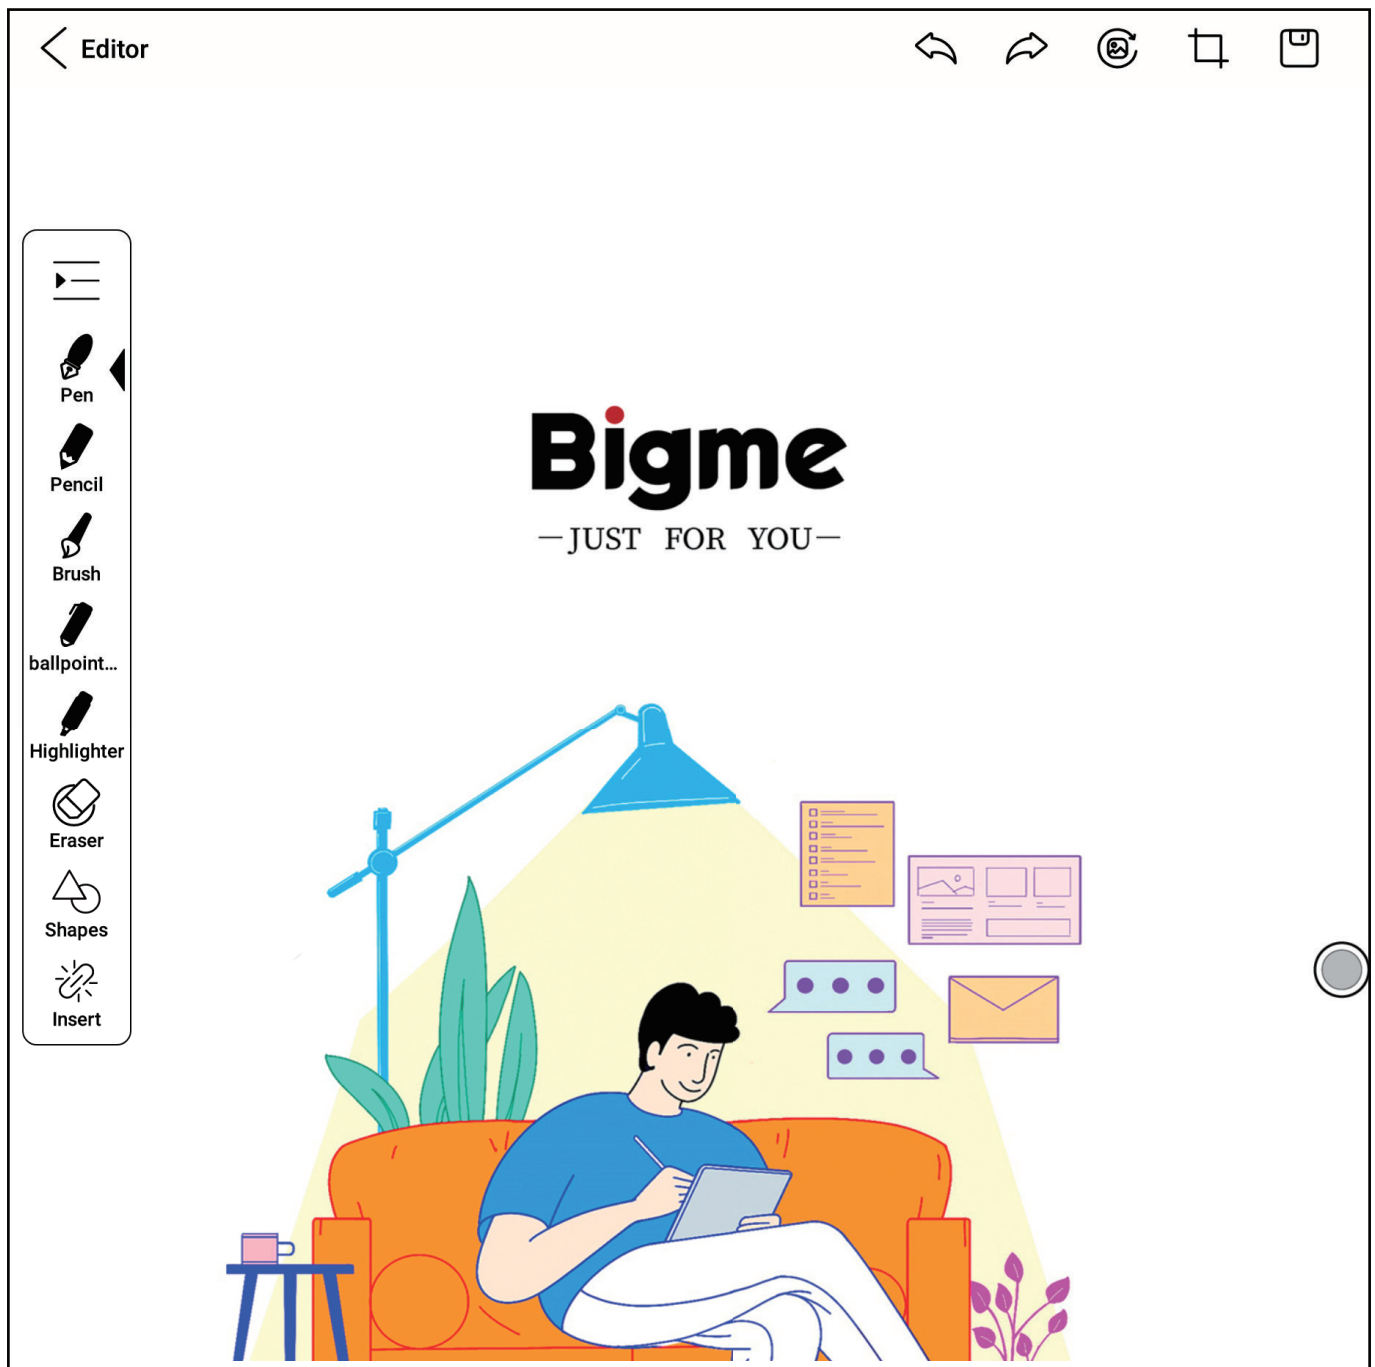 Editor
Pen
Pencil
Brush
ballpoint...
Highlighter
Eraser
Shapes
Insert
Bigme
—JUST FOR YOU—